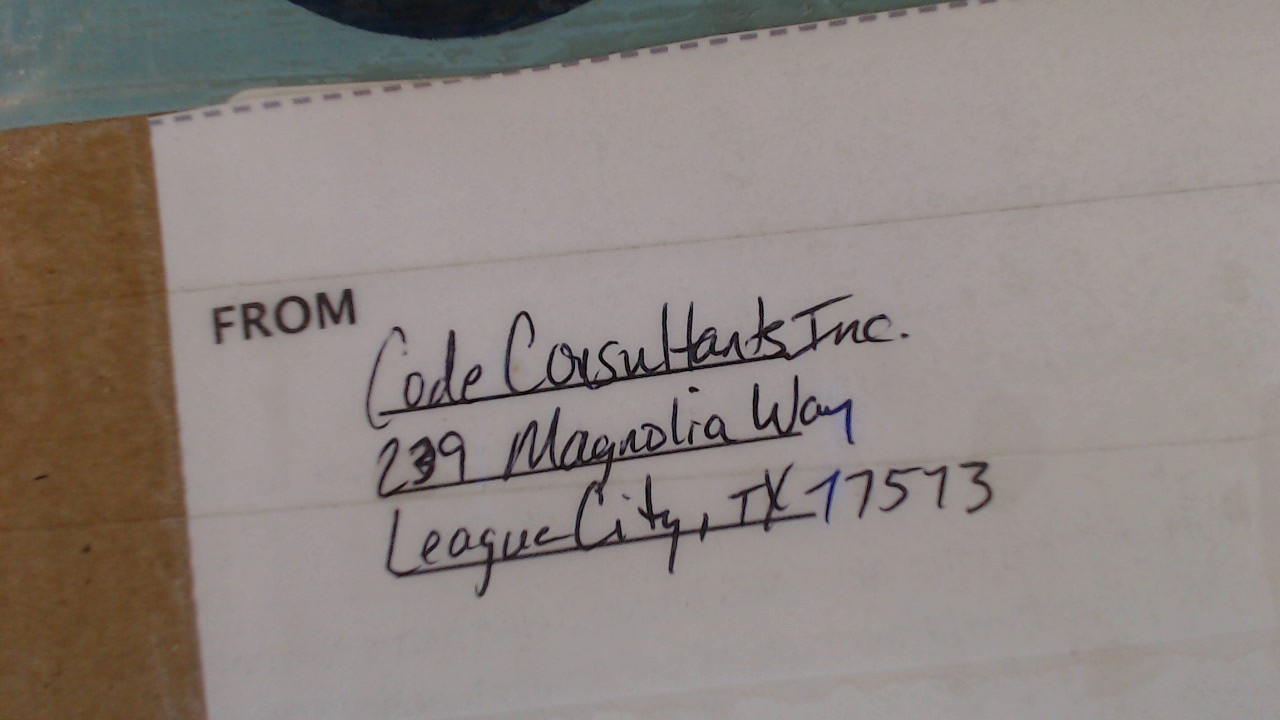 FROM
Code Consultants Inc.
239 Magnolia Way
League City, TX 77573